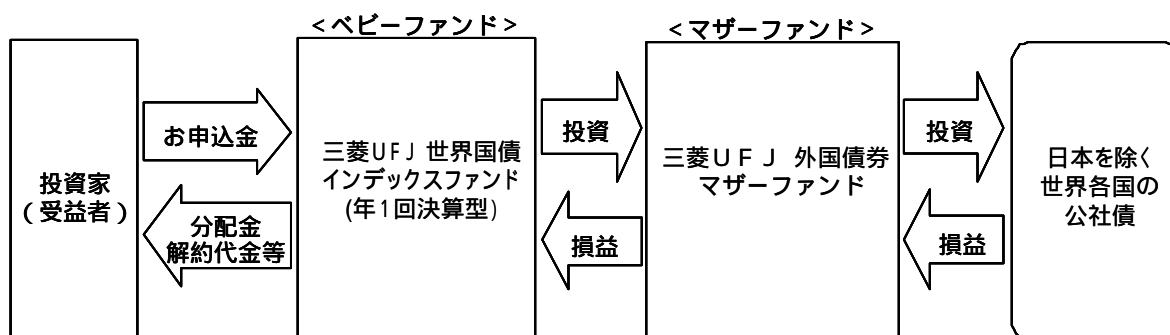 ＜ベビーファンド＞
＜マザーファンド＞
投資家
（受益者）
お申込金
分配金
解約代金等
三菱UFJ 世界国債
インデックスファンド
(年1回決算型)
投資
損益
三菱ＵＦＪ 外国債券
マザーファンド
投資
損益
日本を除く
世界各国の
公社債